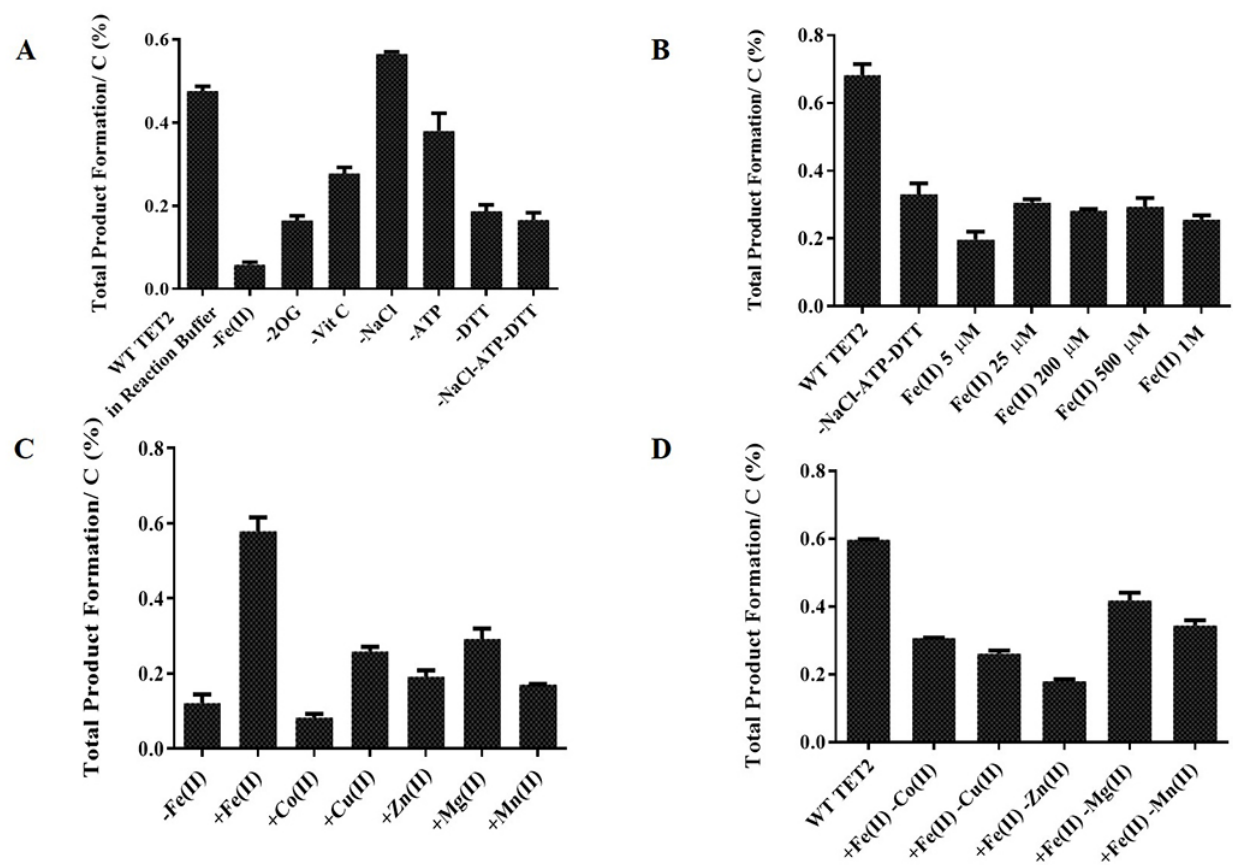 A
Total Product Formation/ C (%)
0.6
0.4
0.2
0.0
WT TET2
in Reaction Buffer
-Fe(II)
-2OG
-Vit C
-NaCl
-ATP
-DTT
-NaCl-ATP-DTT
B
Total Product Formation/ C (%)
0.8
0.6
0.4
0.2
0.0
WT TET2
-NaCl-ATP-DTT
Fe(II) 5 μM
Fe(II) 25 μM
Fe(II) 200 μM
Fe(II) 500 μM
Fe(II) 1M
C
Total Product Formation/ C (%)
0.8
0.6
0.4
0.2
0.0
-Fe(II)
+Fe(II)
+Co(II)
+Cu(II)
+Zn(II)
+Mg(II)
+Mn(II)
D
Total Product Formation/ C (%)
0.8
0.6
0.4
0.2
0.0
WT TET2
+Fe(II) -Co(II)
+Fe(II) -Cu(II)
+Fe(II) -Zn(II)
+Fe(II) -Mg(II)
+Fe(II) -Mn(II)